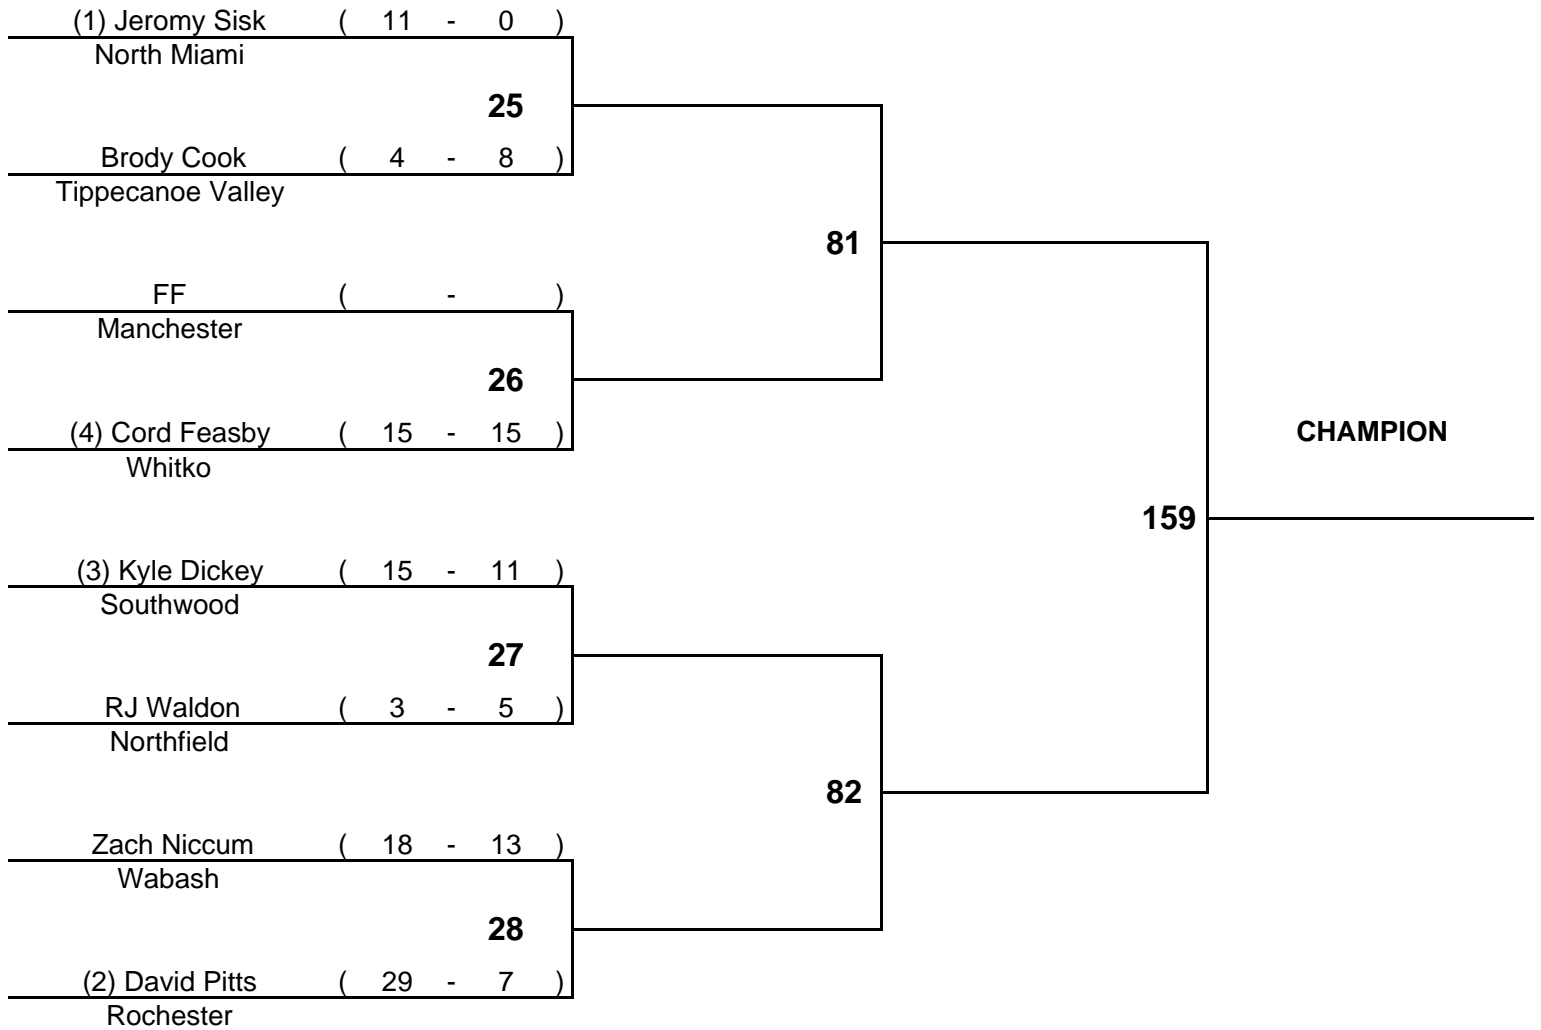 (1) Jeromy Sisk ( 11 - 0 )
North Miami
25
Brody Cook ( 4 - 8 )
Tippecanoe Valley
81
FF ( - )
Manchester
26
(4) Cord Feasby ( 15 - 15 )
CHAMPION
Whitko
159
(3) Kyle Dickey ( 15 - 11 )
Southwood
27
RJ Waldon ( 3 - 5 )
Northfield
82
Zach Niccum ( 18 - 13 )
Wabash
28
(2) David Pitts ( 29 - 7 )
Rochester